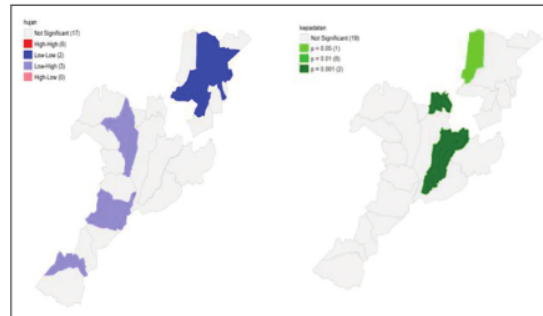 hujan
Not Significant (17)
High-High (0)
Low-Low (2)
Low-High (3)
High-Low (0)
kepadatan
Not Significant (19)
p = 0.05 (1)
p = 0.01 (0)
p = 0.001 (2)